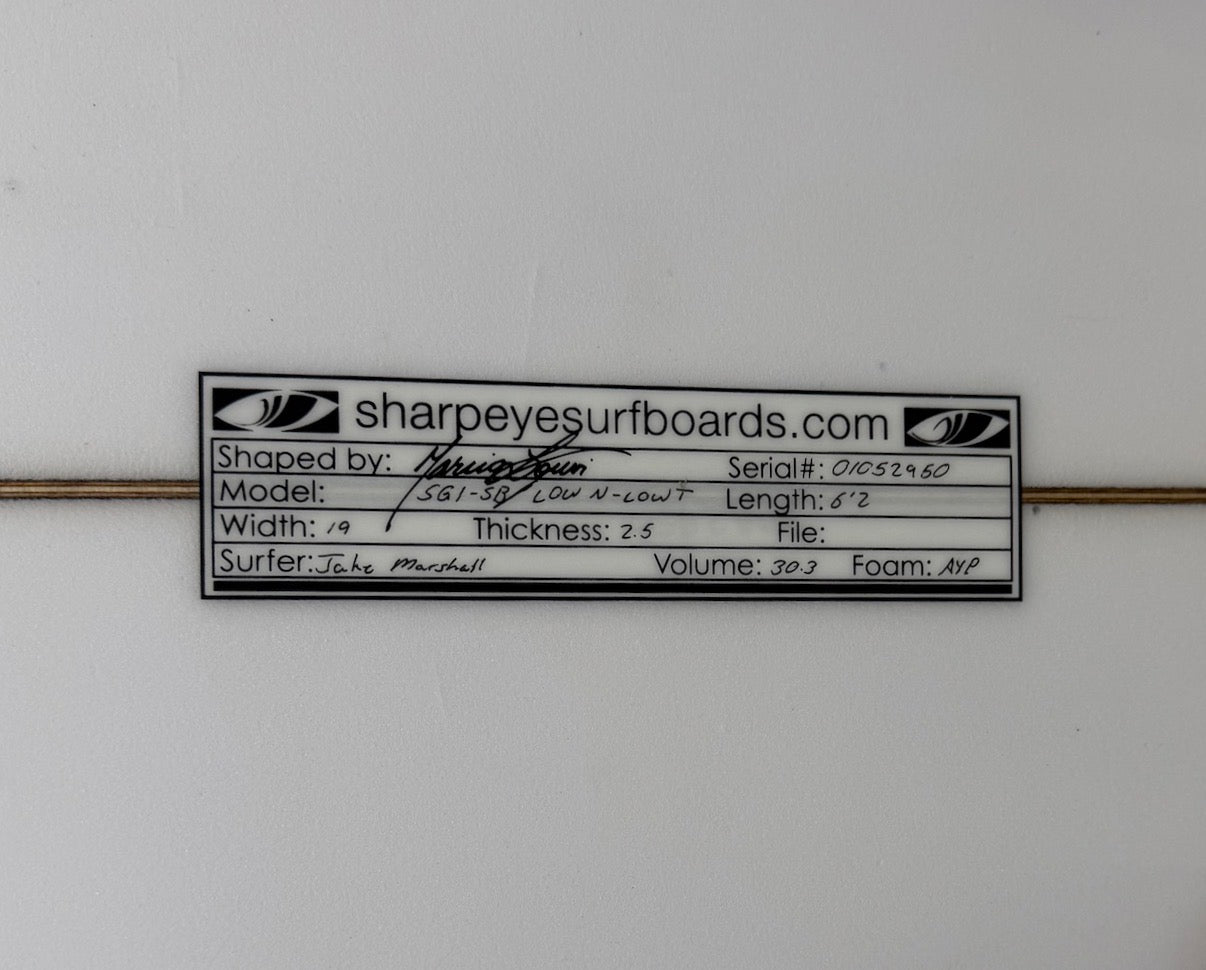 sharpeyesurfboards.com
Shaped by: Serial#: 01052950
Model: SG1-SB LOW N-LOWT Length: 6'2
Width: 19 Thickness: 2.5 File:
Surfer: Jake Marshall Volume: 30.3 Foam: AYP